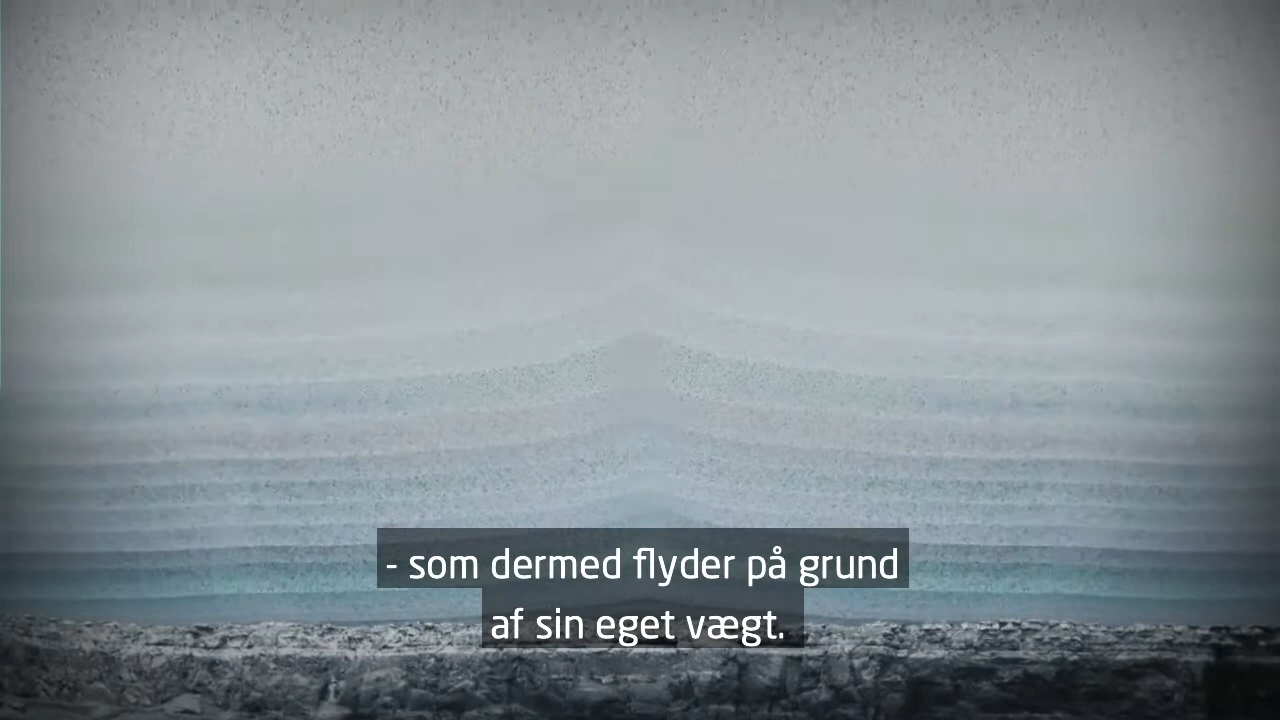 - som dermed flyder på grund
af sin eget vægt.